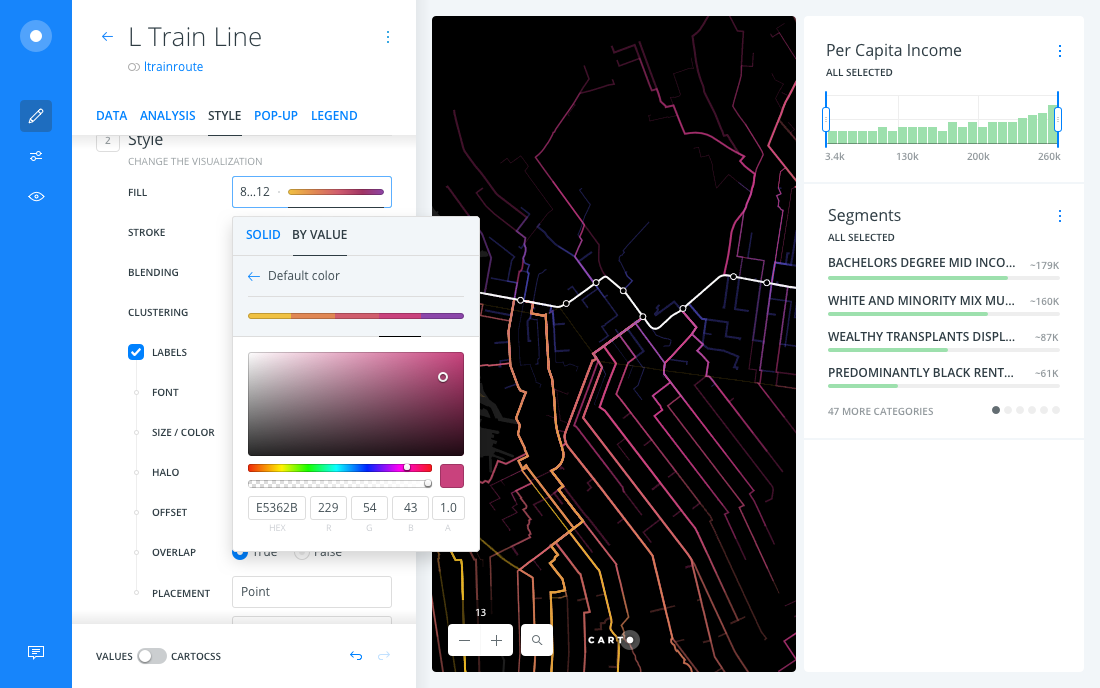 L Train Line
ltrainroute
DATA ANALYSIS STYLE POP-UP LEGEND
2 Style
CHANGE THE VISUALIZATION
FILL 8...12
STROKE
BLENDING
CLUSTERING
LABELS
FONT
SIZE / COLOR
HALO
OFFSET
OVERLAP True False
PLACEMENT Point
VALUES CARTOCSS
SOLID BY VALUE
Default color
E5362B 229 54 43 1.0
HEX R G B A
13
CARTO
Per Capita Income
ALL SELECTED
3.4k 130k 200k 260k
Segments
ALL SELECTED
BACHELORS DEGREE MID INCO... ~179K
WHITE AND MINORITY MIX MU... ~160K
WEALTHY TRANSPLANTS DISPL... ~87K
PREDOMINANTLY BLACK RENT... ~61K
47 MORE CATEGORIES